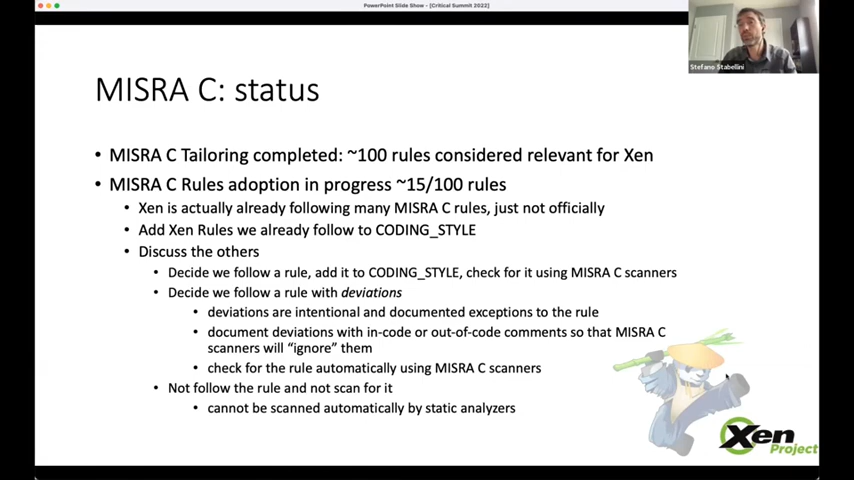 PowerPoint Slide Show - [Critical Summit 2022]
Stefano Stabellini
MISRA C: status
• MISRA C Tailoring completed: ~100 rules considered relevant for Xen
• MISRA C Rules adoption in progress ~15/100 rules
• Xen is actually already following many MISRA C rules, just not officially
• Add Xen Rules we already follow to CODING_STYLE
• Discuss the others
• Decide we follow a rule, add it to CODING_STYLE, check for it using MISRA C scanners
• Decide we follow a rule with deviations
• deviations are intentional and documented exceptions to the rule
• document deviations with in-code or out-of-code comments so that MISRA C
scanners will “ignore” them
• check for the rule automatically using MISRA C scanners
• Not follow the rule and not scan for it
• cannot be scanned automatically by static analyzers
Xen
Project